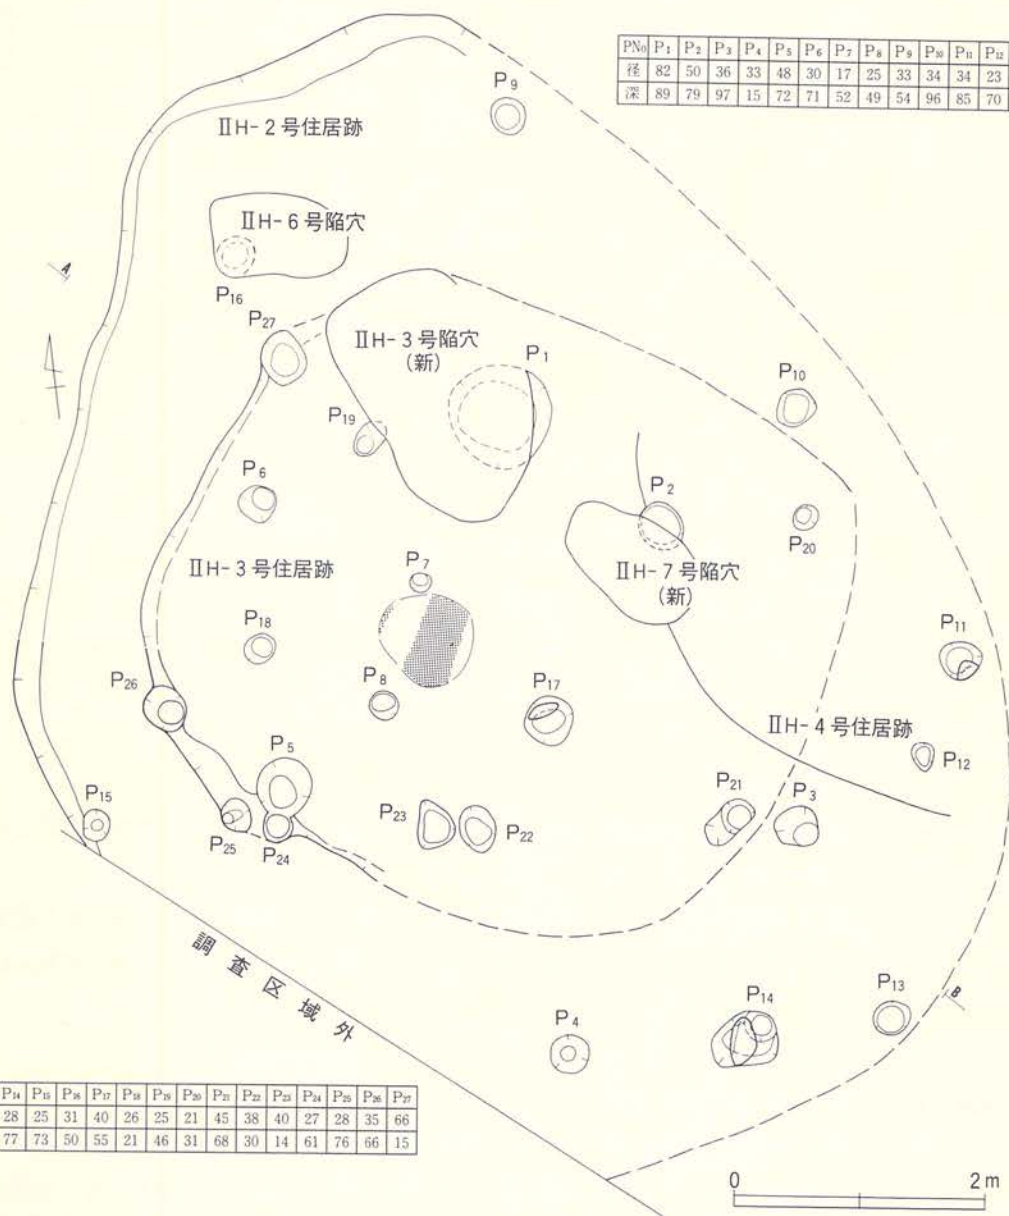 PNo P1 P2 P3 P4 P5 P6 P7 P8 P9 P10 P11 P12
径 82 50 36 33 48 30 17 25 33 34 34 23
深 89 79 97 15 72 71 52 49 54 96 85 70
P9
ⅡH-2号住居跡
ⅡH-6号陥穴
A
P16
P27
ⅡH-3号陥穴
(新)
P1
P10
P19
P6
P2
P20
ⅡH-3号住居跡
P7
ⅡH-7号陥穴
(新)
P18
P11
P26
P8
P17
ⅡH-4号住居跡
P12
P5
P15
P25
P24
P23
P22
P21
P3
調査区域外
P4
P14
P13
B
P14 P15 P16 P17 P18 P19 P20 P21 P22 P23 P24 P25 P26 P27
28 25 31 40 26 25 21 45 38 40 27 28 35 66
77 73 50 55 21 46 31 68 30 14 61 76 66 15
0 2m